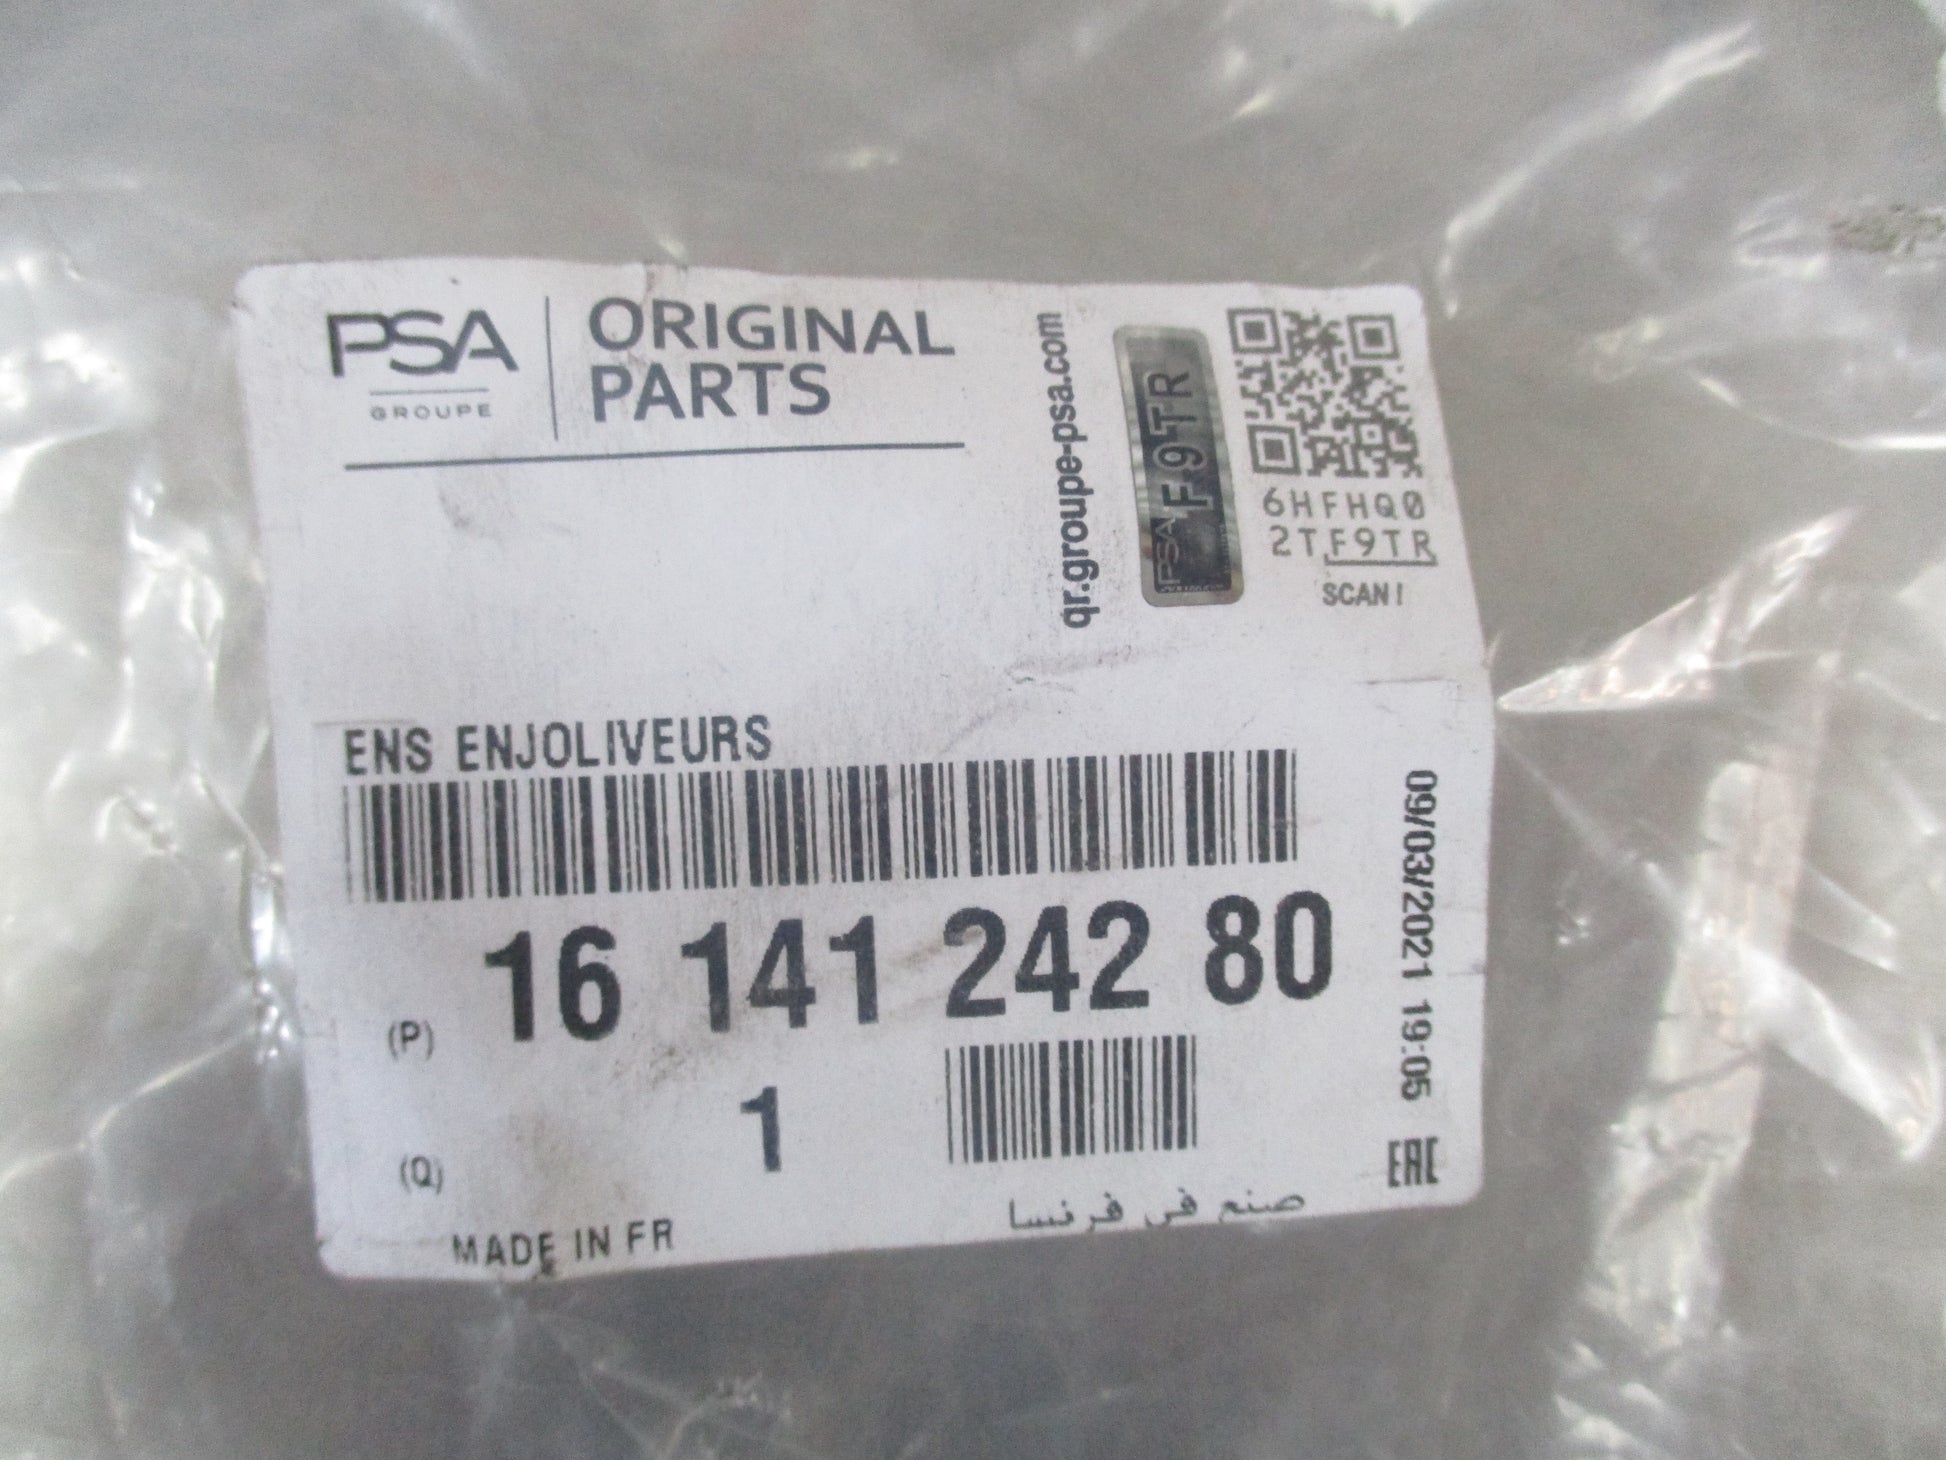 PSA
GROUPE
ORIGINAL
PARTS
qr.groupe-psa.com
F9TR
PSA
6HFHQ0
2TF9TR
SCAN!
ENS ENJOLIVEURS
(P) 16 141 242 80
(Q) 1
MADE IN FR
صنع في فرنسا
09/03/2021 19:05
EAC